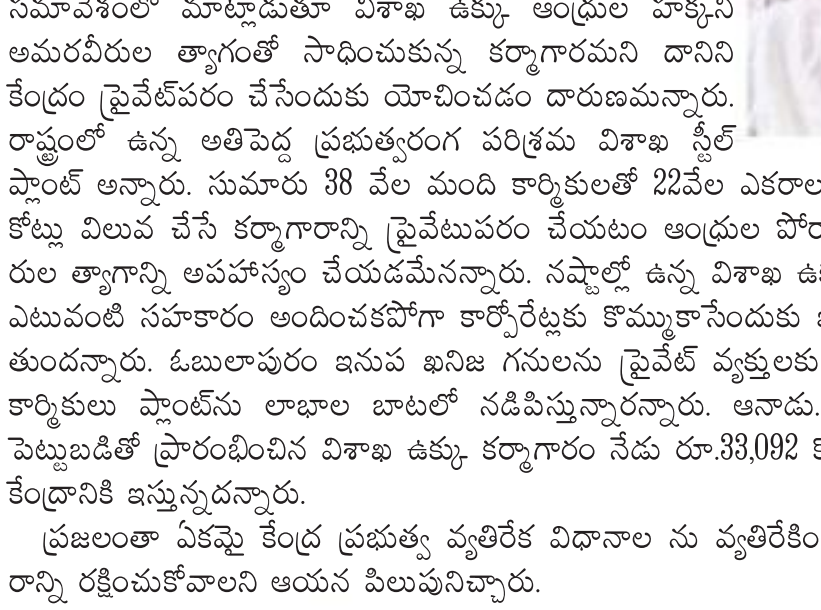 సమావేశంలో మాట్లాడుతూ విశాఖ ఉక్కు ఆంధ్రుల హక్కని
అమరవీరుల త్యాగంతో సాధించుకున్న కర్మాగారమని దానిని
కేంద్రం ప్రైవేట్‌పరం చేసేందుకు యోచించడం దారుణమన్నారు.
రాష్ట్రంలో ఉన్న అతిపెద్ద ప్రభుత్వరంగ పరిశ్రమ విశాఖ స్టీల్
ప్లాంట్ అన్నారు. సుమారు 38 వేల మంది కార్మికులతో 22వేల ఎకరాల
కోట్లు విలువ చేసే కర్మాగారాన్ని ప్రైవేటుపరం చేయటం ఆంధ్రుల పోరా
రుల త్యాగాన్ని అపహాస్యం చేయడమేనన్నారు. నష్టాల్లో ఉన్న విశాఖ
ఎటువంటి సహకారం అందించకపోగా కార్పోరేట్లకు కొమ్ముకాసేందుకు
తుందన్నారు. ఓబులాపురం ఇనుప ఖనిజ గనులను ప్రైవేట్ వ్యక్తులకు
కార్మికులు ప్లాంట్‌ను లాభాల బాటలో నడిపిస్తున్నారన్నారు. ఆనాడు.
పెట్టుబడితో ప్రారంభించిన విశాఖ ఉక్కు కర్మాగారం నేడు రూ.33,092
కేంద్రానికి ఇస్తున్నదన్నారు.
ప్రజలంతా ఏకమై కేంద్ర ప్రభుత్వ వ్యతిరేక విధానాల ను వ్యతిరేకిం
రాన్ని రక్షించుకోవాలని ఆయన పిలుపునిచ్చారు.